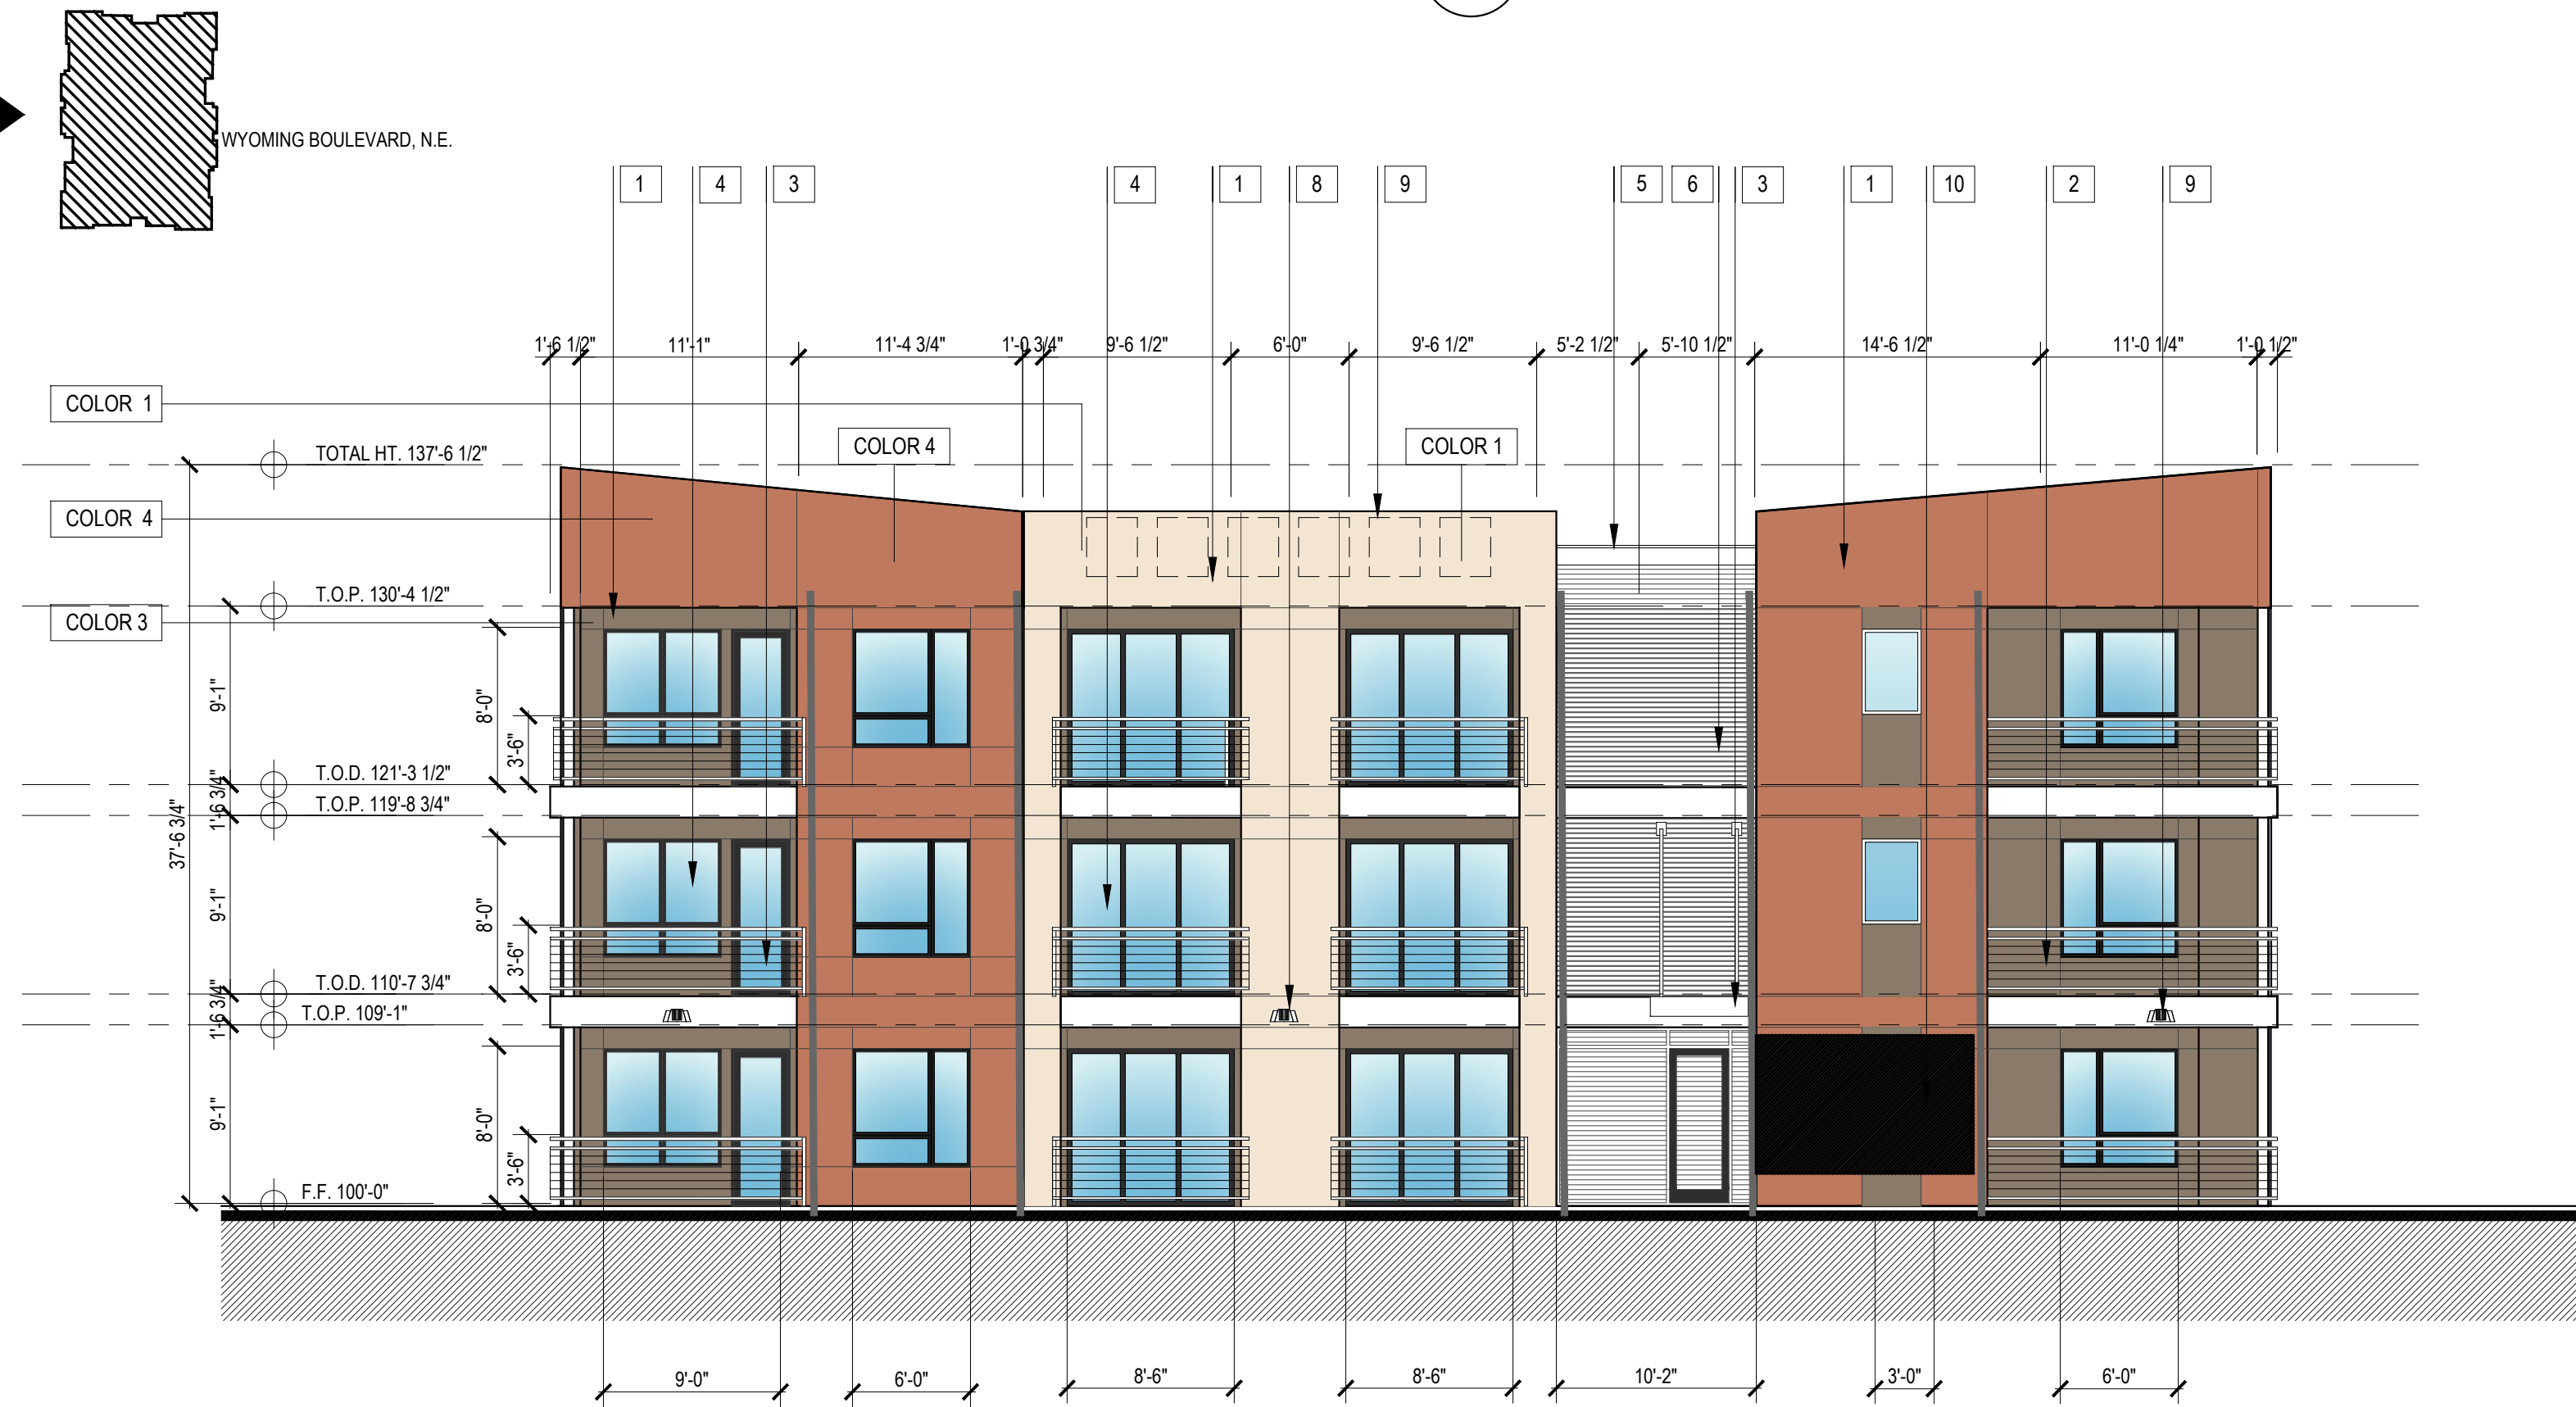 WYOMING BOULEVARD, N.E.
1 4 3 4 1 8 9 5 6 3 1 10 2 9
1'-6 1/2" 11'-1" 11'-4 3/4" 1'-0 3/4" 9'-6 1/2" 6'-0" 9'-6 1/2" 5'-2 1/2" 5'-10 1/2" 14'-6 1/2" 11'-0 1/4" 1'-0 1/2"
COLOR 1
COLOR 4
COLOR 1
TOTAL HT. 137'-6 1/2"
COLOR 4
T.O.P. 130'-4 1/2"
COLOR 3
9'-1"
8'-0"
3'-6"
T.O.D. 121'-3 1/2"
1'-6 3/4"
T.O.P. 119'-8 3/4"
37'-6 3/4"
9'-1"
8'-0"
3'-6"
T.O.D. 110'-7 3/4"
1'-6 3/4"
T.O.P. 109'-1"
9'-1"
8'-0"
3'-6"
F.F. 100'-0"
9'-0" 6'-0" 8'-6" 8'-6" 10'-2" 3'-0" 6'-0"